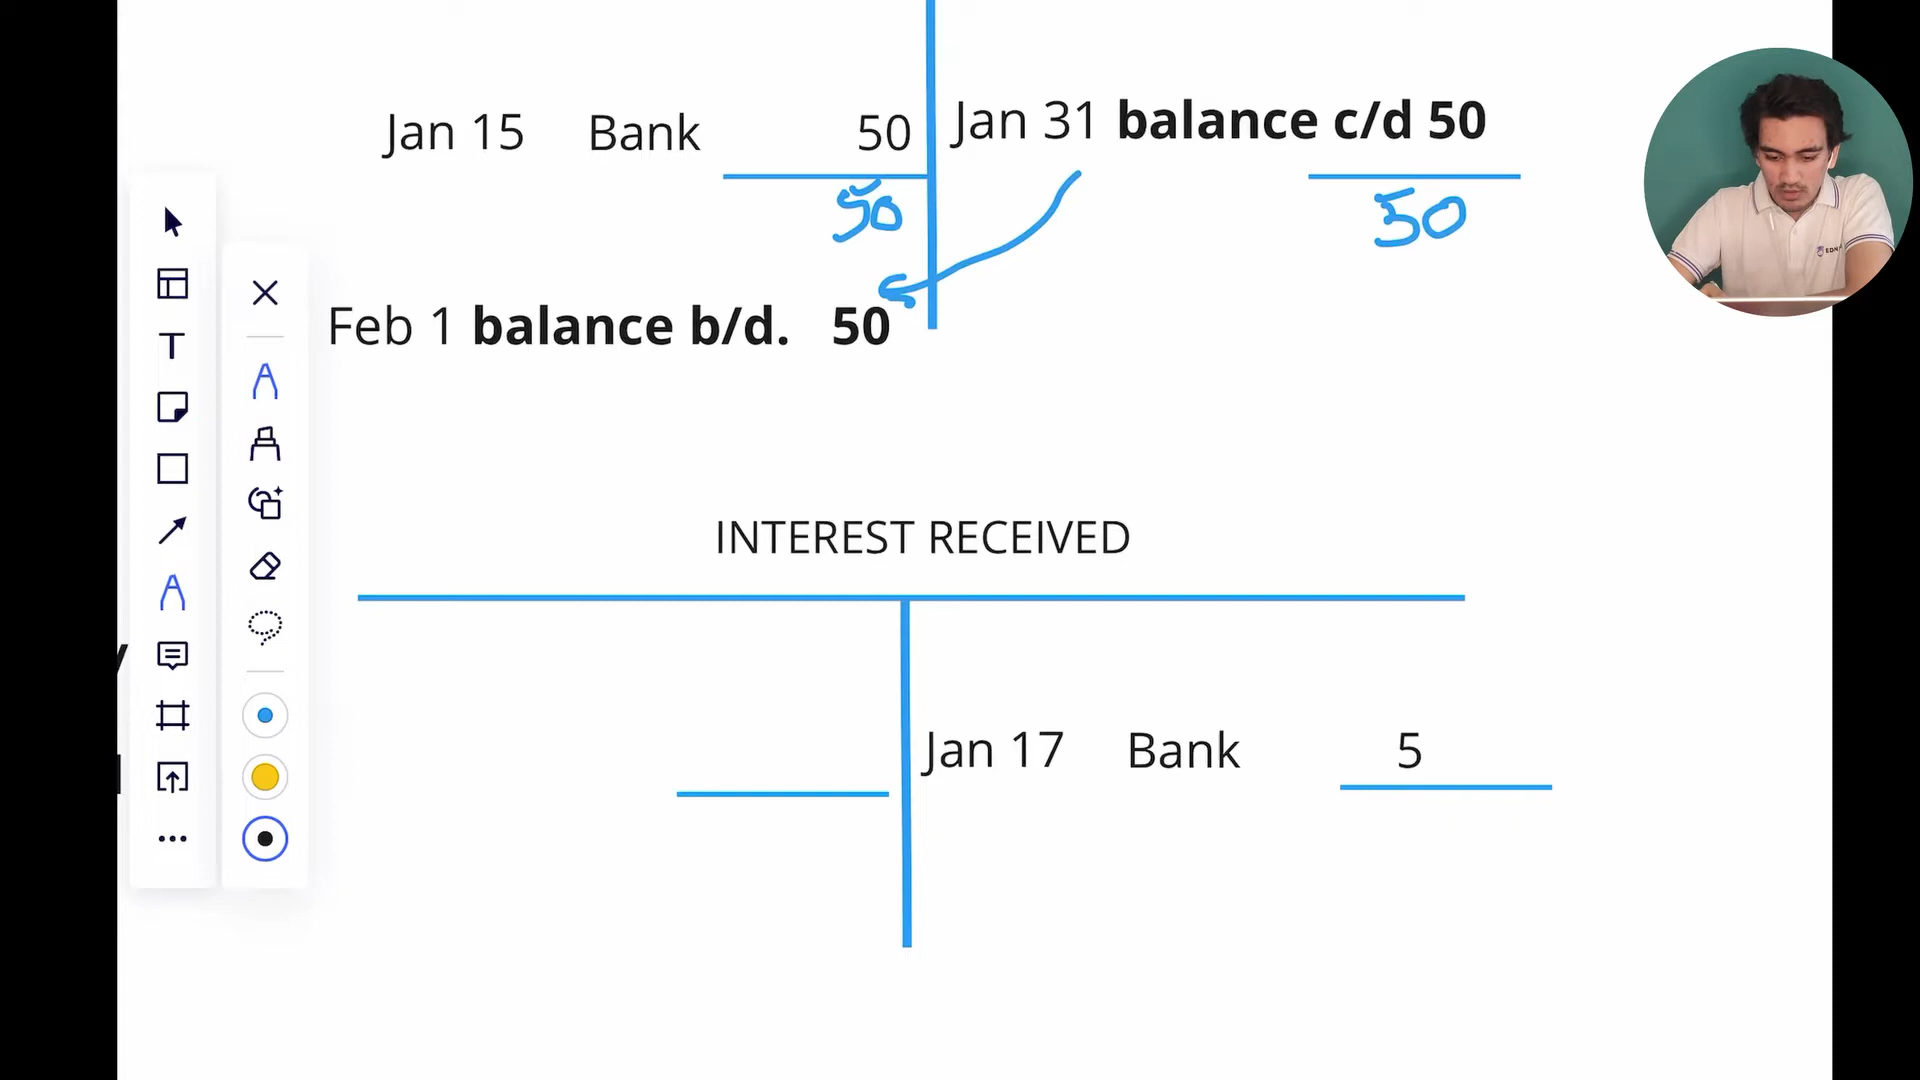 Jan 15 Bank 50 Jan 31 balance c/d 50
50 50
Feb 1 balance b/d. 50
INTEREST RECEIVED
Jan 17 Bank 5